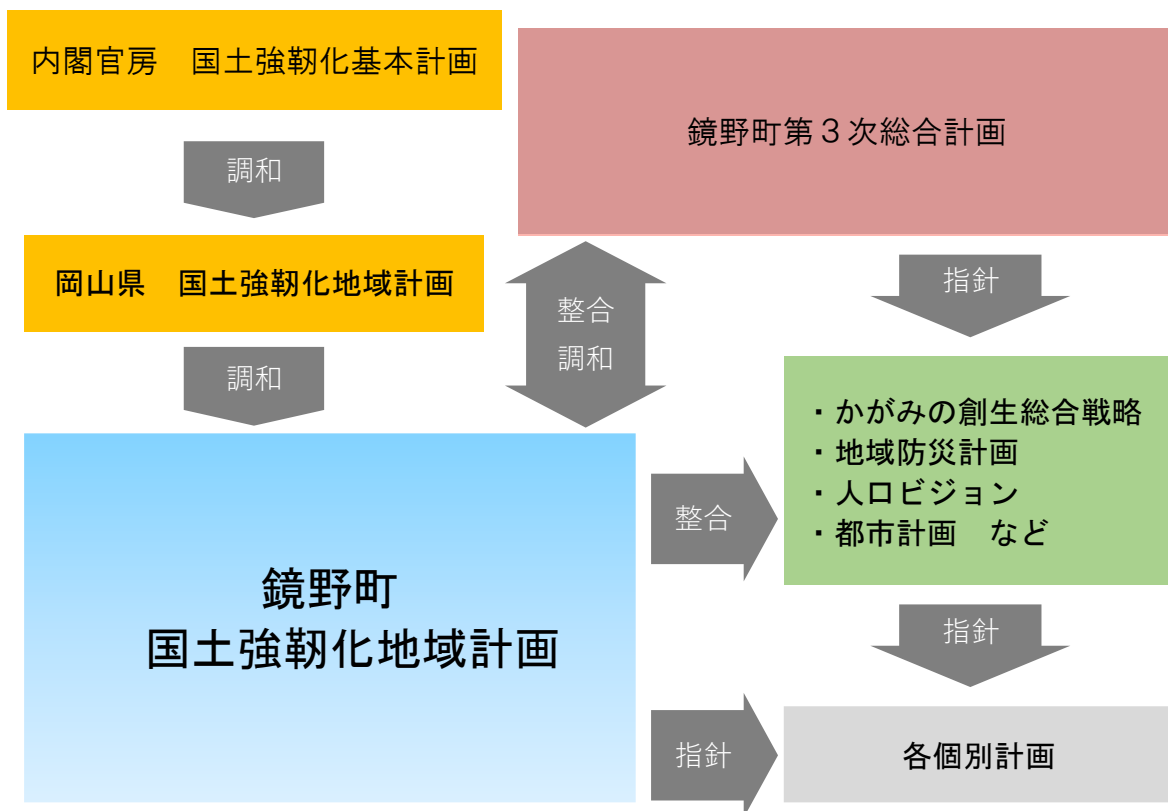 内閣官房　国土強靭化基本計画
調和
岡山県　国土強靭化地域計画
調和
鏡野町
国土強靭化地域計画
鏡野町第３次総合計画
整合
調和
指針
・かがみの創生総合戦略
・地域防災計画
・人口ビジョン
・都市計画　など
整合
指針
指針
各個別計画